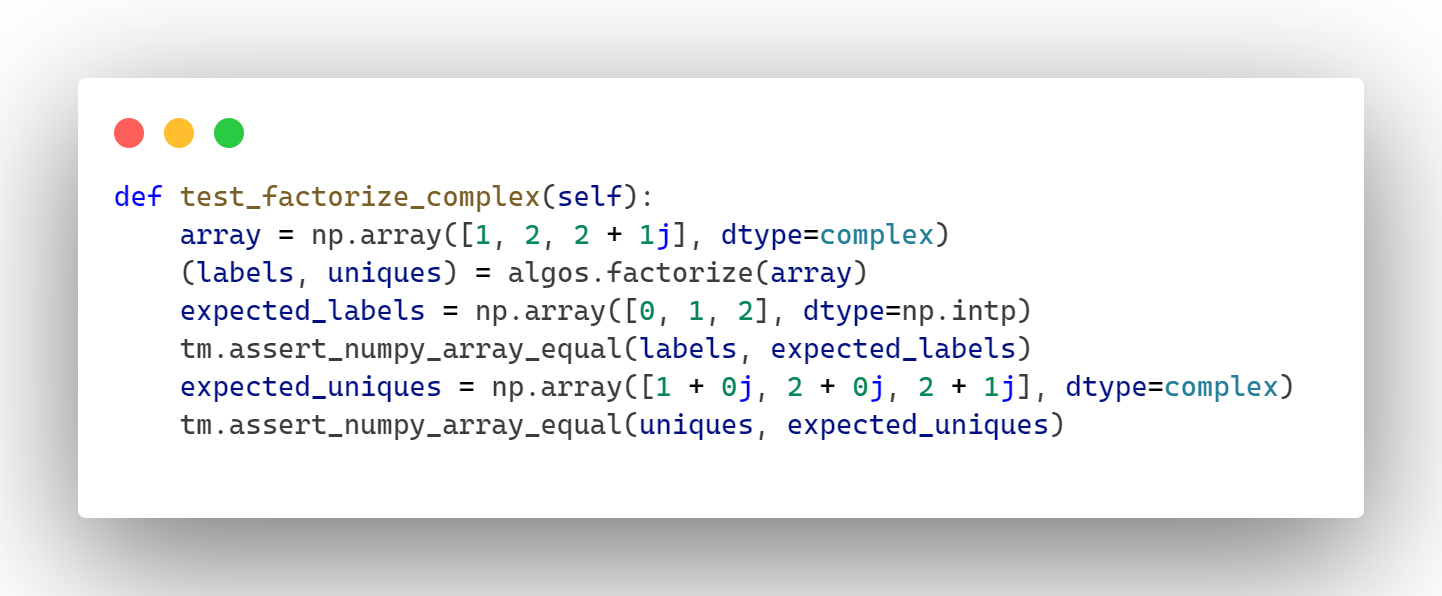 def test_factorize_complex(self):
    array = np.array([1, 2, 2 + 1j], dtype=complex)
    (labels, uniques) = algos.factorize(array)
    expected_labels = np.array([0, 1, 2], dtype=np.intp)
    tm.assert_numpy_array_equal(labels, expected_labels)
    expected_uniques = np.array([1 + 0j, 2 + 0j, 2 + 1j], dtype=complex)
    tm.assert_numpy_array_equal(uniques, expected_uniques)